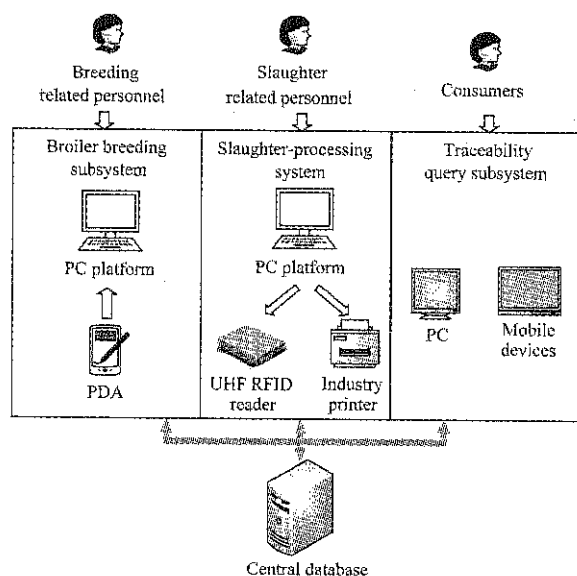 Breeding
related personnel
Slaughter
related personnel
Consumers
Broiler breeding
subsystem
PC platform
PDA
Slaughter-processing
system
PC platform
UHF RFID
reader
Industry
printer
Traceability
query subsystem
PC
Mobile
devices
Central database